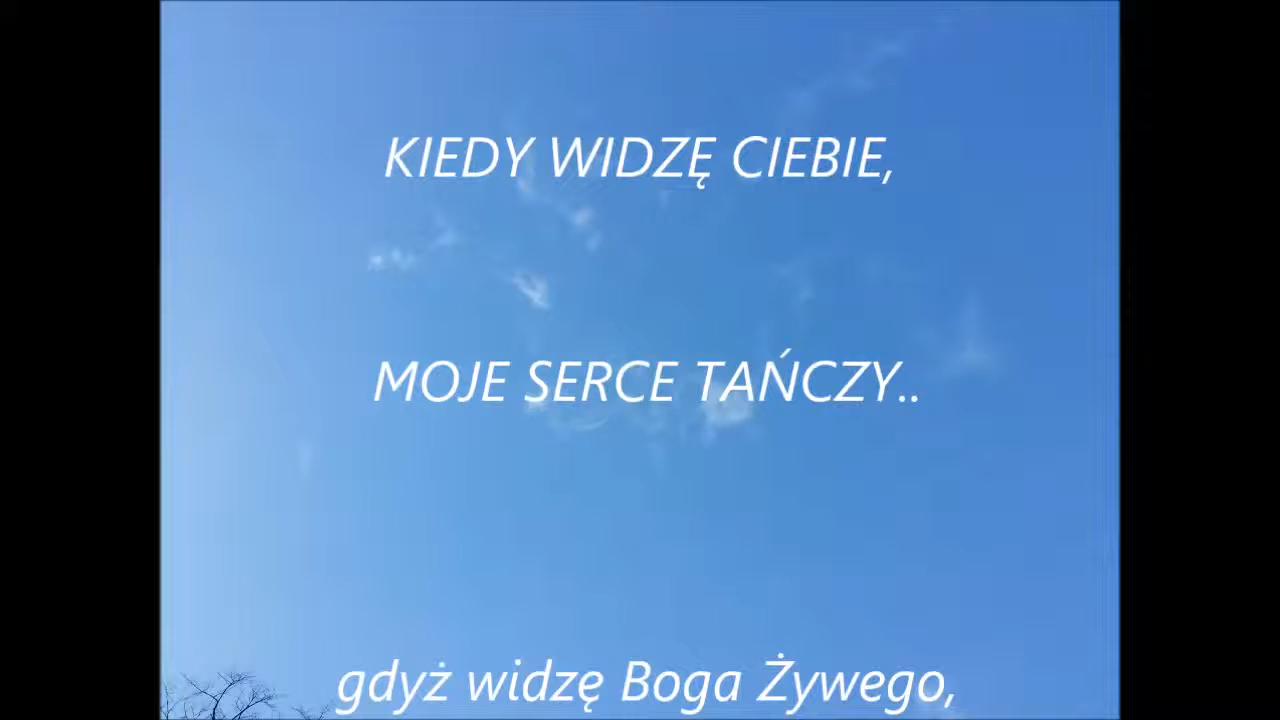 KIEDY WIDZĘ CIEBIE,
MOJE SERCE TAŃCZY..
gdyż widzę Boga Żywego,